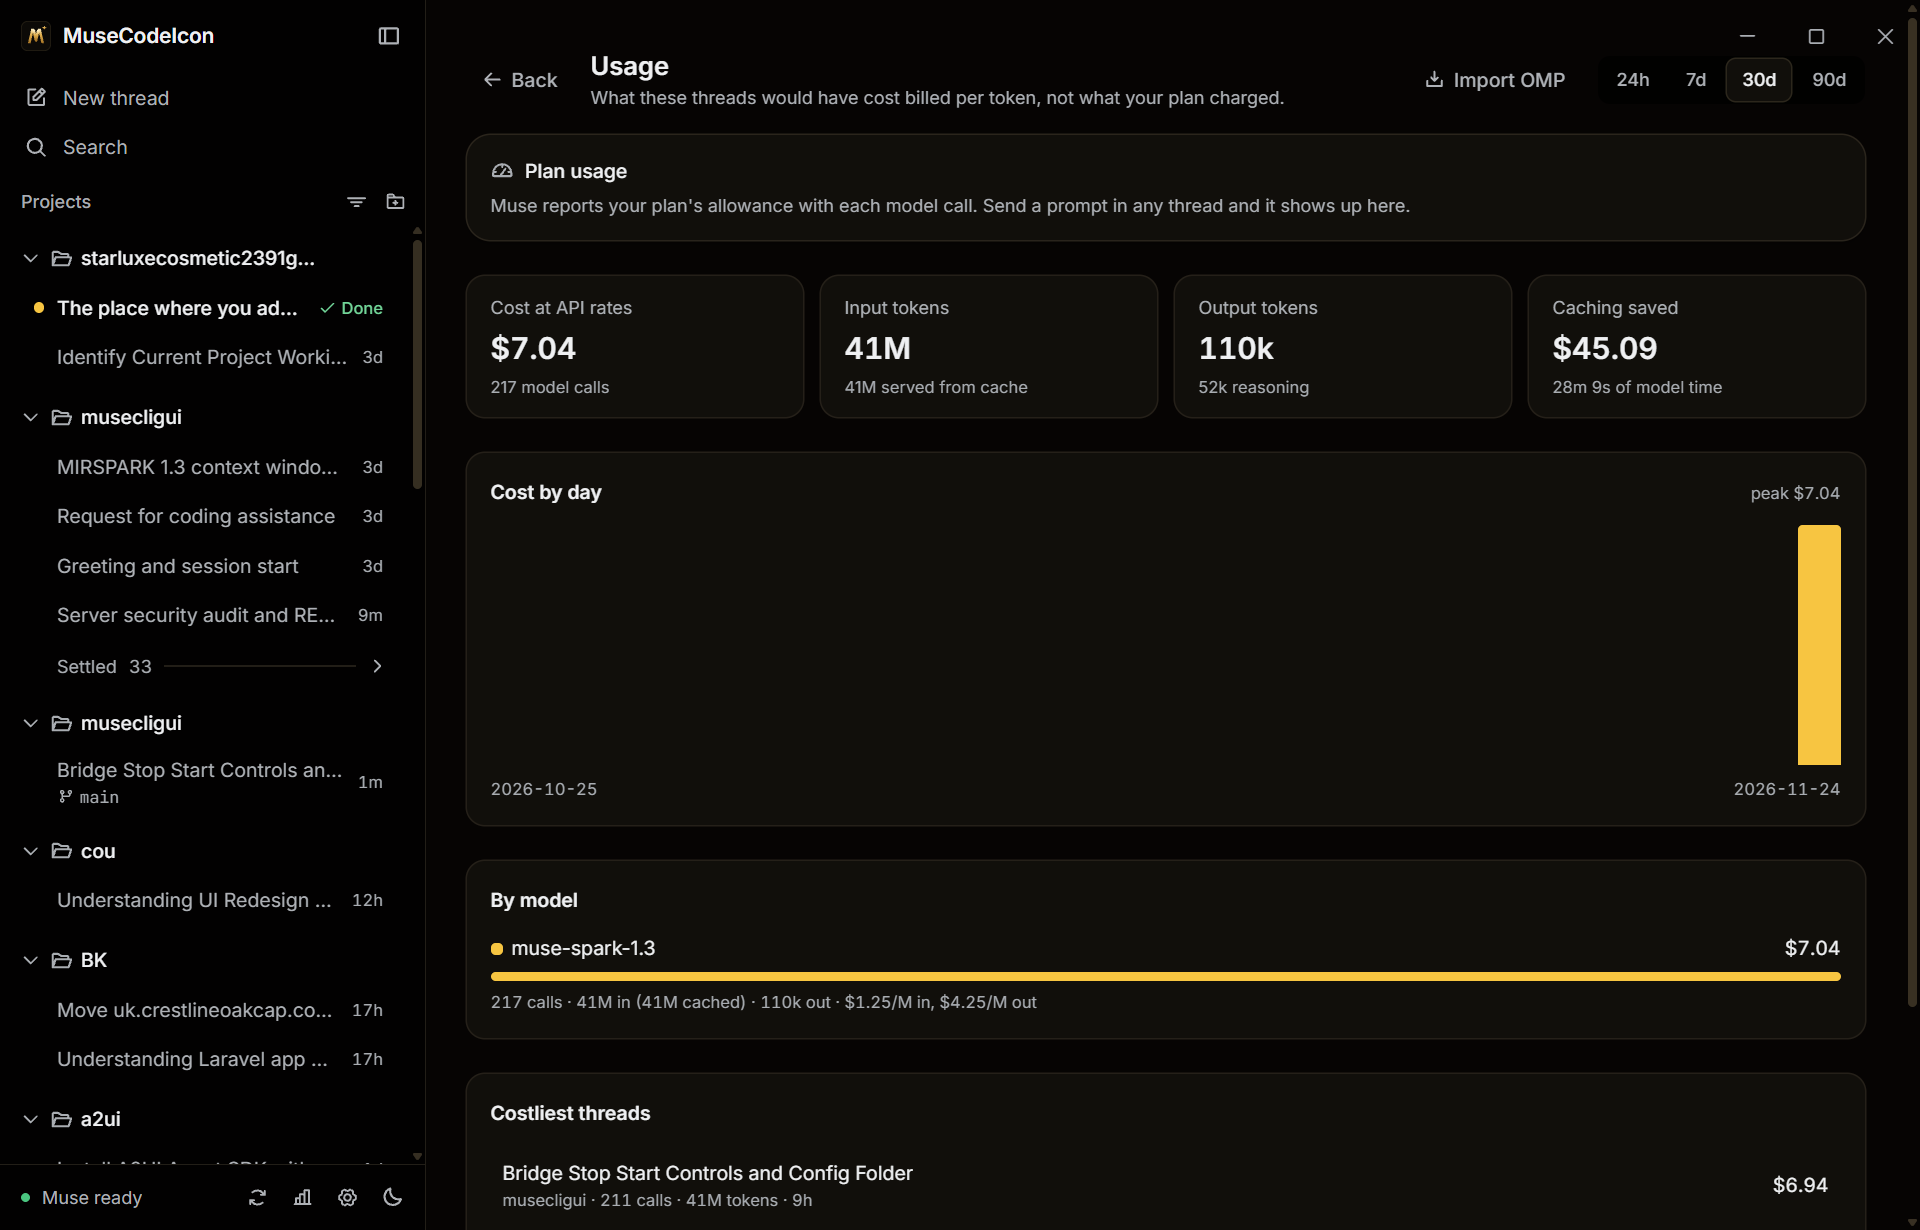 MuseCodeIcon
New thread
Search
Projects
starluxecosmetic2391g...
The place where you ad... Done
Identify Current Project Worki... 3d
musecligui
MIRSPARK 1.3 context windo... 3d
Request for coding assistance 3d
Greeting and session start 3d
Server security audit and RE... 9m
Settled 33
musecligui
Bridge Stop Start Controls an... 1m
main
cou
Understanding UI Redesign ... 12h
BK
Move uk.crestlineoakcap.co... 17h
Understanding Laravel app ... 17h
a2ui
Muse ready
Back
Usage
What these threads would have cost billed per token, not what your plan charged.
Import OMP 24h 7d 30d 90d
Plan usage
Muse reports your plan's allowance with each model call. Send a prompt in any thread and it shows up here.
Cost at API rates
$7.04
217 model calls
Input tokens
41M
41M served from cache
Output tokens
110k
52k reasoning
Caching saved
$45.09
28m 9s of model time
Cost by day
peak $7.04
2026-10-25
2026-11-24
By model
muse-spark-1.3 $7.04
217 calls · 41M in (41M cached) · 110k out · $1.25/M in, $4.25/M out
Costliest threads
Bridge Stop Start Controls and Config Folder
musecligui · 211 calls · 41M tokens · 9h
$6.94